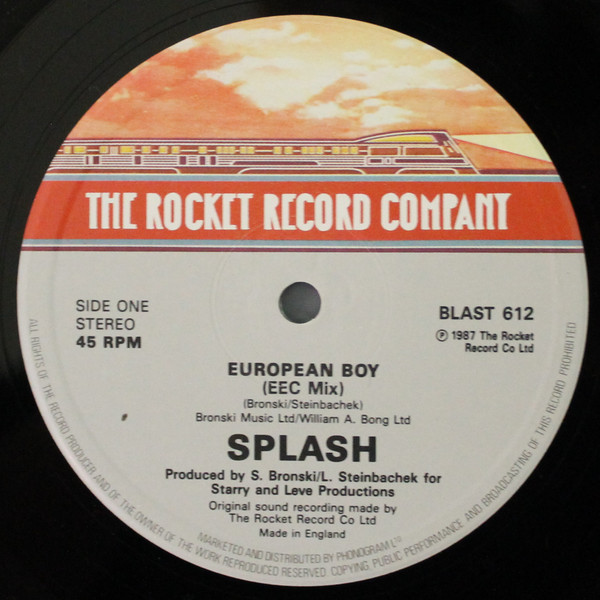 THE ROCKET RECORD COMPANY
SIDE ONE
STEREO
45 RPM
BLAST 612
℗ 1987 The Rocket
Record Co Ltd
EUROPEAN BOY
(EEC Mix)
(Bronski/Steinbachek)
Bronski Music Ltd/William A. Bong Ltd
SPLASH
Produced by S. Bronski/L. Steinbachek for
Starry and Leve Productions
Original sound recording made by
The Rocket Record Co Ltd
Made in England
MARKETED AND DISTRIBUTED BY PHONOGRAM LTD
ALL RIGHTS OF THE RECORD PRODUCER AND OF THE OWNER OF THE WORK REPRODUCED RESERVED. COPYING, PUBLIC PERFORMANCE AND BROADCASTING OF THIS RECORD PROHIBITED